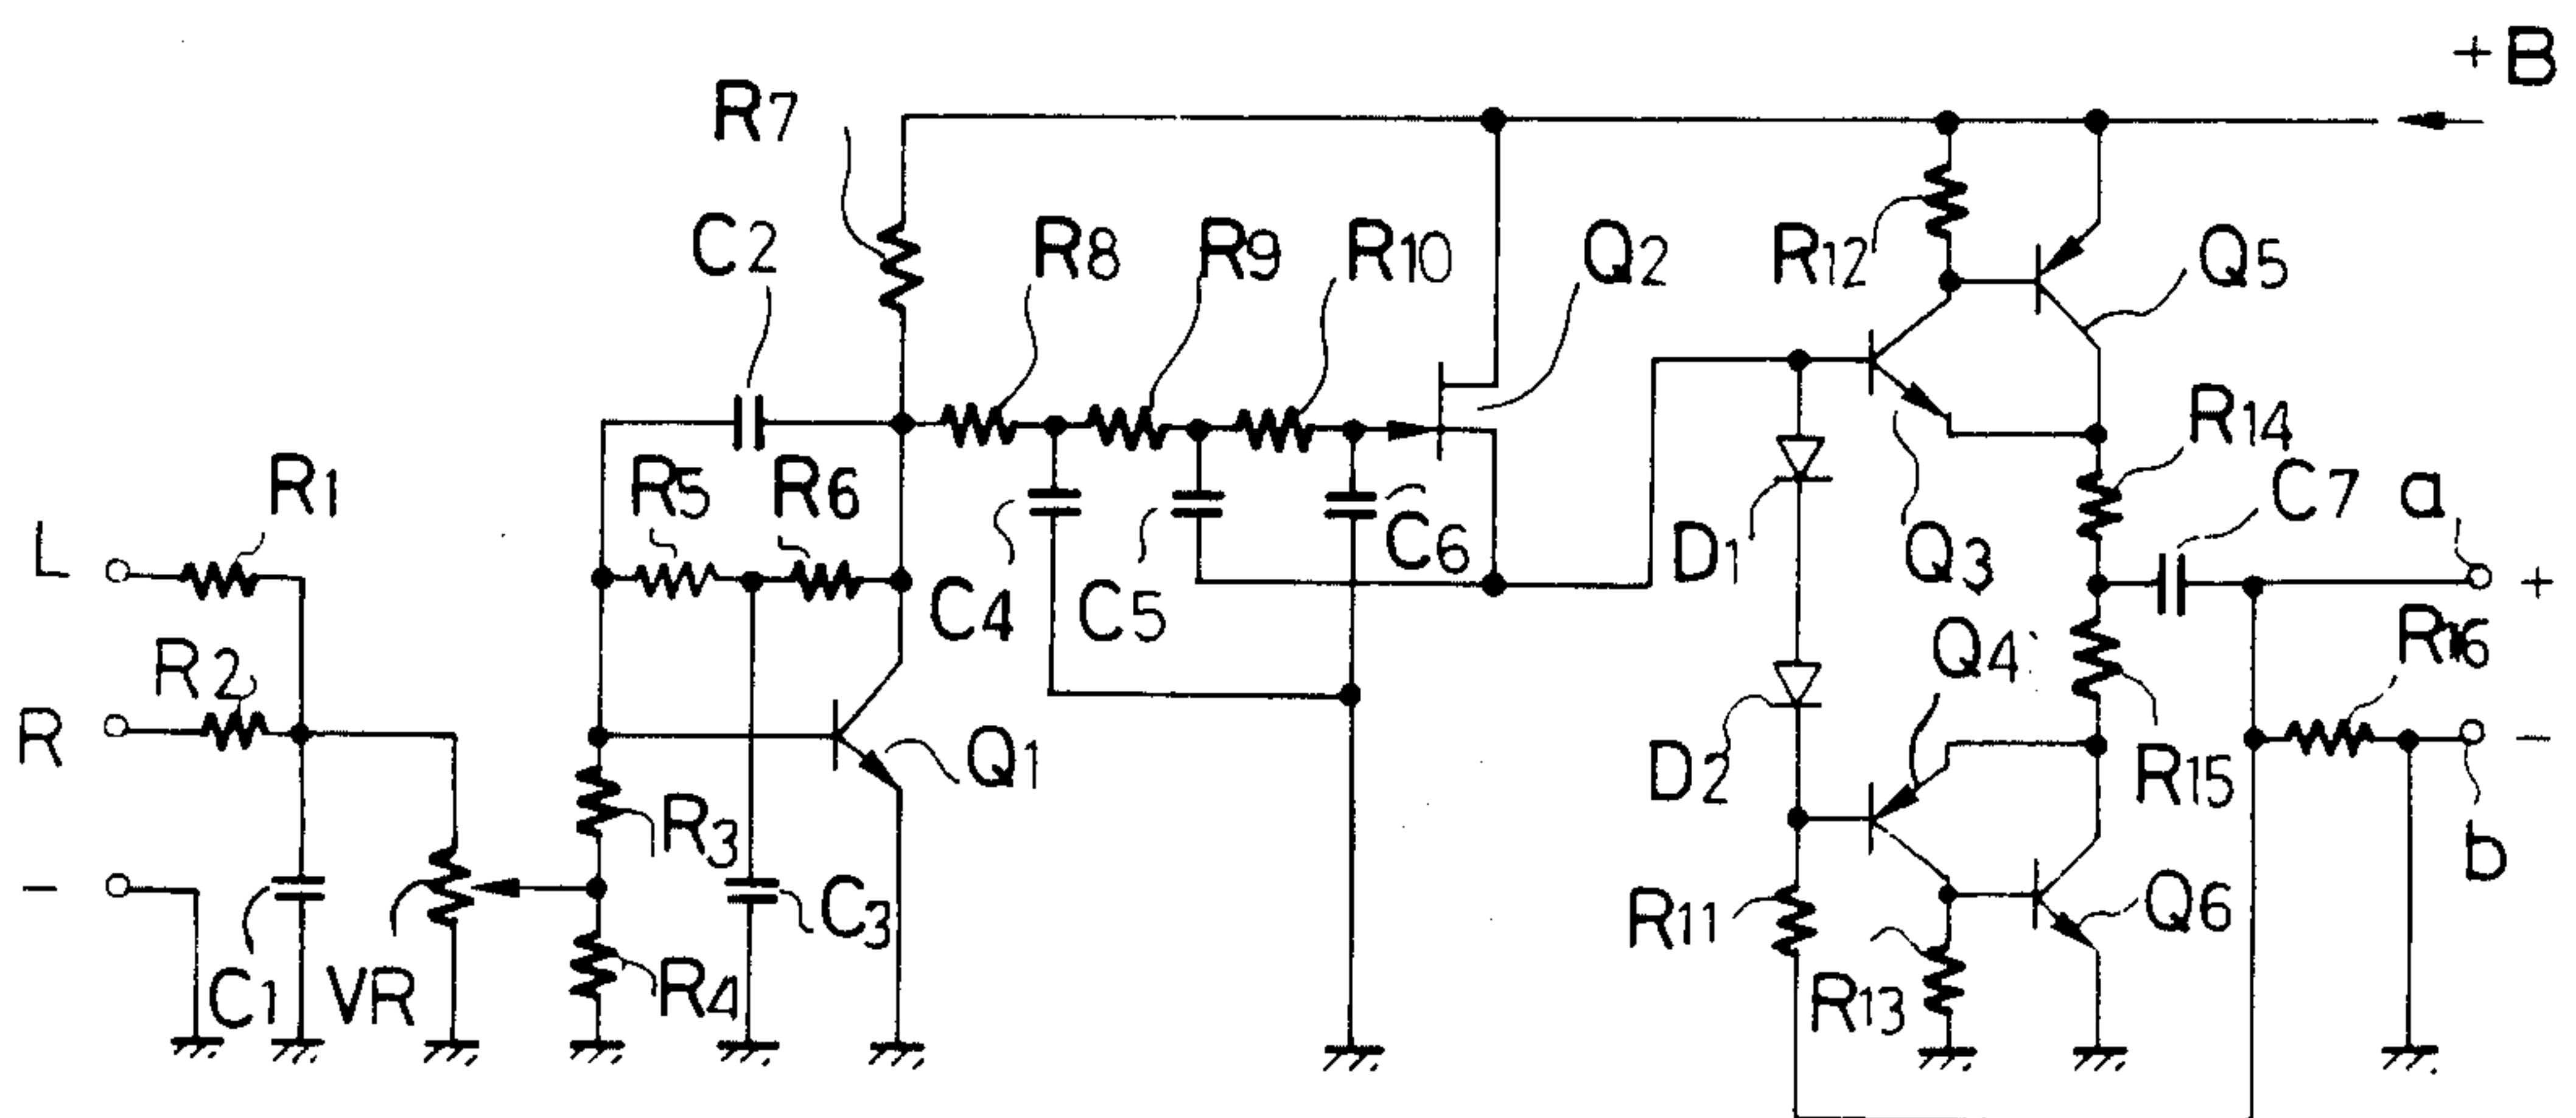 +B
R7
C2
R8
R9
R10
Q2
R12
Q5
R14
R1
R5
R6
C7
a
L
D1
Q3
C6
+
C4
C5
Q4
R16
R2
R
Q1
D2
R15
-
R3
b
-
C3
R11
Q6
C1
VR
R4
R13